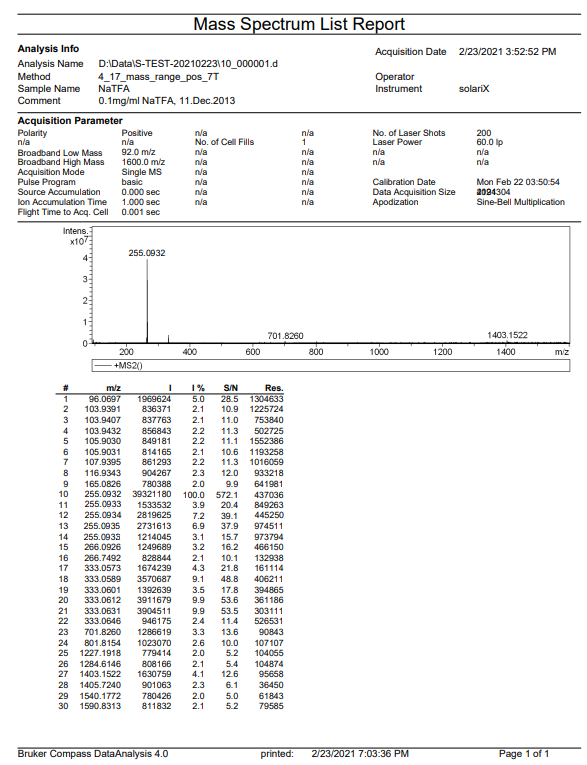 Mass Spectrum List Report
Analysis Info
Acquisition Date 2/23/2021 3:52:52 PM
Analysis Name D:\Data\S-TEST-20210223\10_000001.d
Method 4_17_mass_range_pos_7T Operator
Sample Name NaTFA Instrument solariX
Comment 0.1mg/ml NaTFA, 11.Dec.2013
Acquisition Parameter
Polarity Positive n/a n/a No. of Laser Shots 200
n/a n/a No. of Cell Fills 1 Laser Power 60.0 lp
Broadband Low Mass 92.0 m/z n/a n/a n/a n/a
Broadband High Mass 1600.0 m/z n/a n/a n/a n/a
Acquisition Mode Single MS n/a n/a
Pulse Program basic n/a n/a Calibration Date Mon Feb 22 03:50:54
Source Accumulation 0.000 sec n/a n/a Data Acquisition Size
Ion Accumulation Time 1.000 sec n/a n/a Apodization Sine-Bell Multiplication
Flight Time to Acq. Cell 0.001 sec
Intens.
x107
255.0932
4
3
2
1
701.8260 1403.1522
0
200 400 600 800 1000 1200 1400 m/z
+MS2()
# m/z I I % S/N Res.
1 96.0697 1969624 5.0 28.5 1304633
2 103.9391 836371 2.1 10.9 1225724
3 103.9407 837763 2.1 11.0 753840
4 103.9432 856843 2.2 11.3 502725
5 105.9030 849181 2.2 11.1 1552386
6 105.9031 814165 2.1 10.6 1193258
7 107.9395 861293 2.2 11.3 1016059
8 116.9343 904267 2.3 12.0 933218
9 165.0826 780388 2.0 9.9 641981
10 255.0932 39321180 100.0 572.1 437036
11 255.0933 1533532 3.9 20.4 849263
12 255.0934 2819625 7.2 39.1 445250
13 255.0935 2731613 6.9 37.9 974511
14 255.0933 1214045 3.1 15.7 973794
15 266.0926 1249689 3.2 16.2 466150
16 266.7492 828844 2.1 10.1 132938
17 333.0573 1674239 4.3 21.8 161114
18 333.0589 3570687 9.1 48.8 406211
19 333.0601 1392639 3.5 17.8 394865
20 333.0612 3911679 9.9 53.6 361186
21 333.0631 3904511 9.9 53.5 303111
22 333.0646 946175 2.4 11.4 526531
23 701.8260 1286619 3.3 13.6 90843
24 801.8154 1023070 2.6 10.0 107107
25 1227.1918 779414 2.0 5.2 104055
26 1284.6146 808166 2.1 5.4 104874
27 1403.1522 1630759 4.1 12.6 95658
28 1405.7240 901063 2.3 6.1 36450
29 1540.1772 780426 2.0 5.0 61843
30 1590.8313 811832 2.1 5.2 79585
Bruker Compass DataAnalysis 4.0 printed: 2/23/2021 7:03:36 PM Page 1 of 1